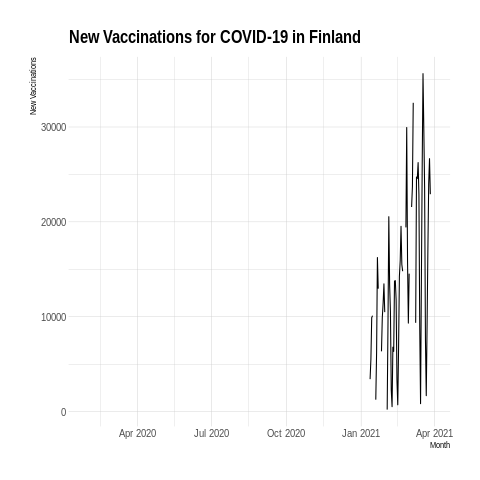 New Vaccinations for COVID-19 in Finland
New Vaccinations
30000
20000
10000
0
Apr 2020 Jul 2020 Oct 2020 Jan 2021 Apr 2021
Month